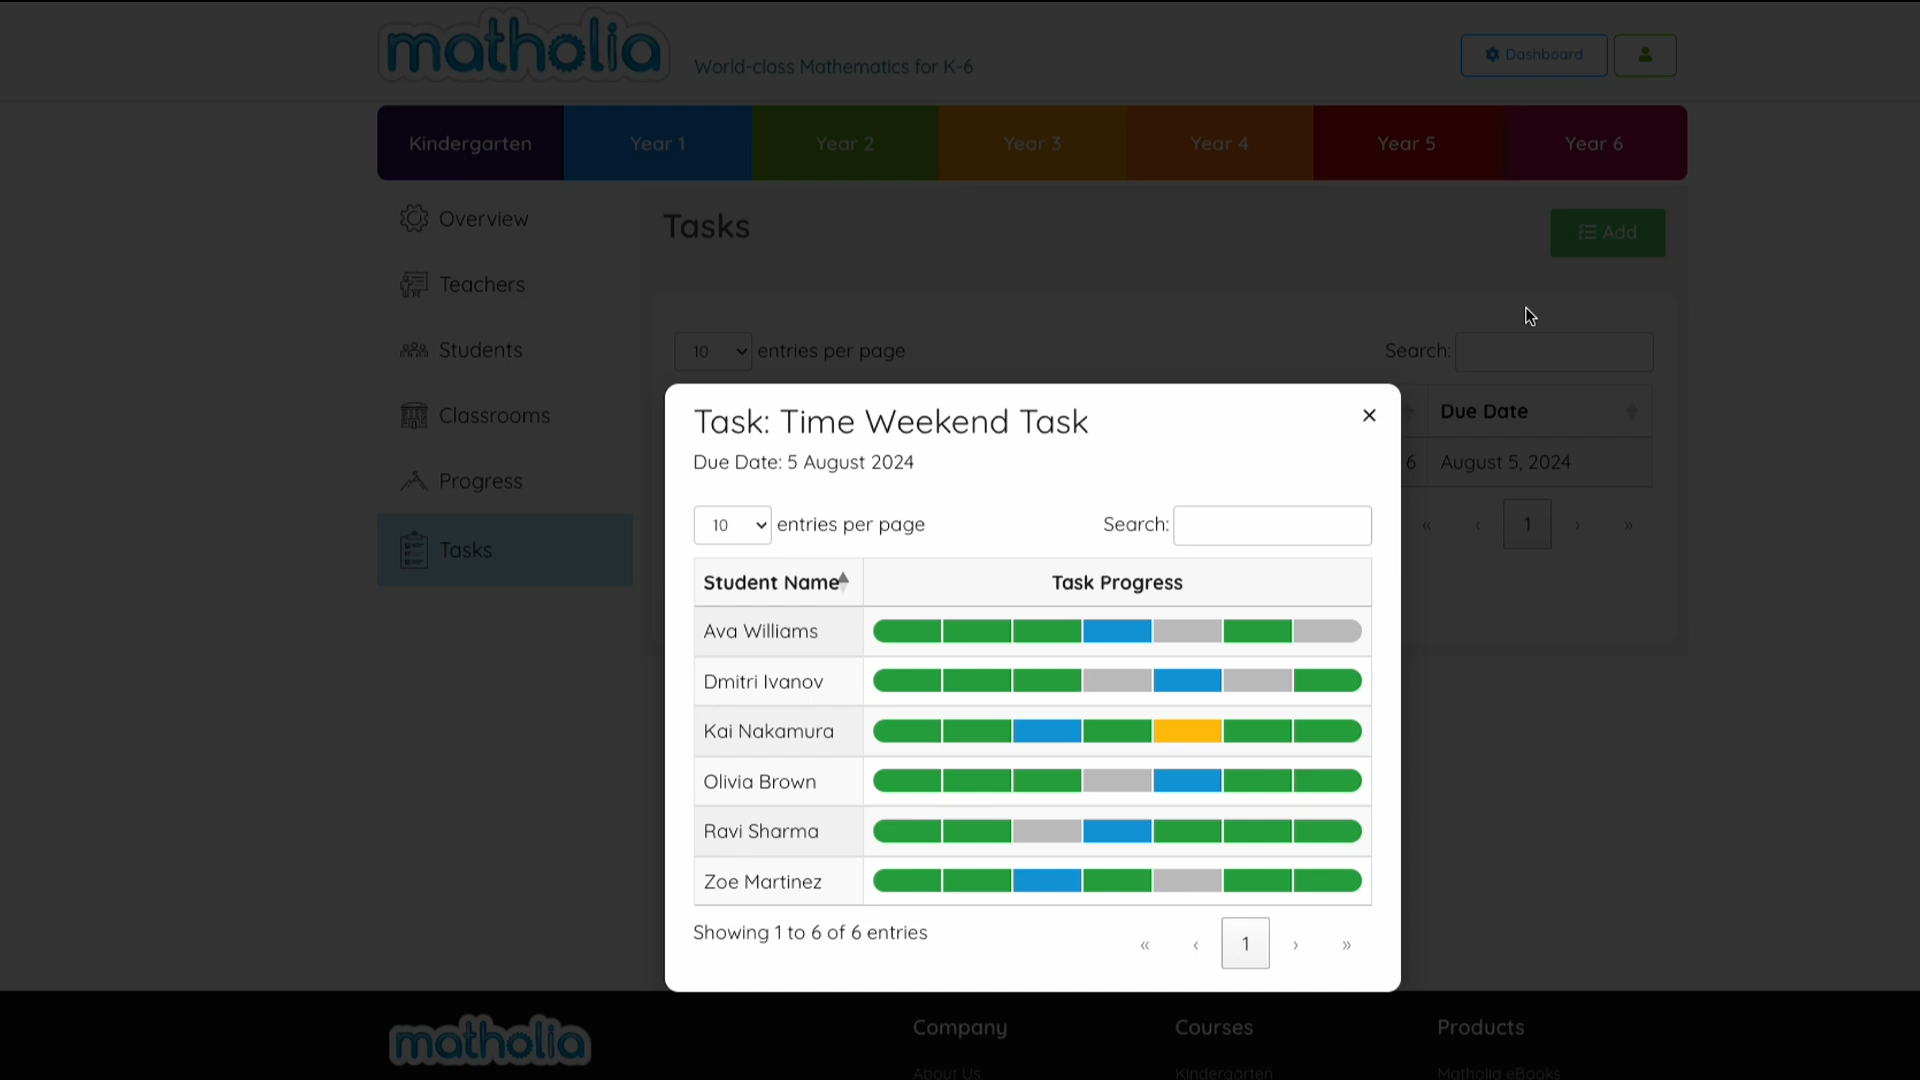 matholia
World-class Mathematics for K-6
Dashboard
Kindergarten
Year 1
Year 2
Year 3
Year 4
Year 5
Year 6
Overview
Teachers
Students
Classrooms
Progress
Tasks
Tasks
Add
10 entries per page
Search:
Due Date
6
August 5, 2024
« ‹ 1 › »
Task: Time Weekend Task
×
Due Date: 5 August 2024
10 entries per page
Search:
Student Name
Task Progress
Ava Williams
Dmitri Ivanov
Kai Nakamura
Olivia Brown
Ravi Sharma
Zoe Martinez
Showing 1 to 6 of 6 entries
« ‹ 1 › »
matholia
Company
Courses
Products
About Us
Kindergarten
Matholia eBooks